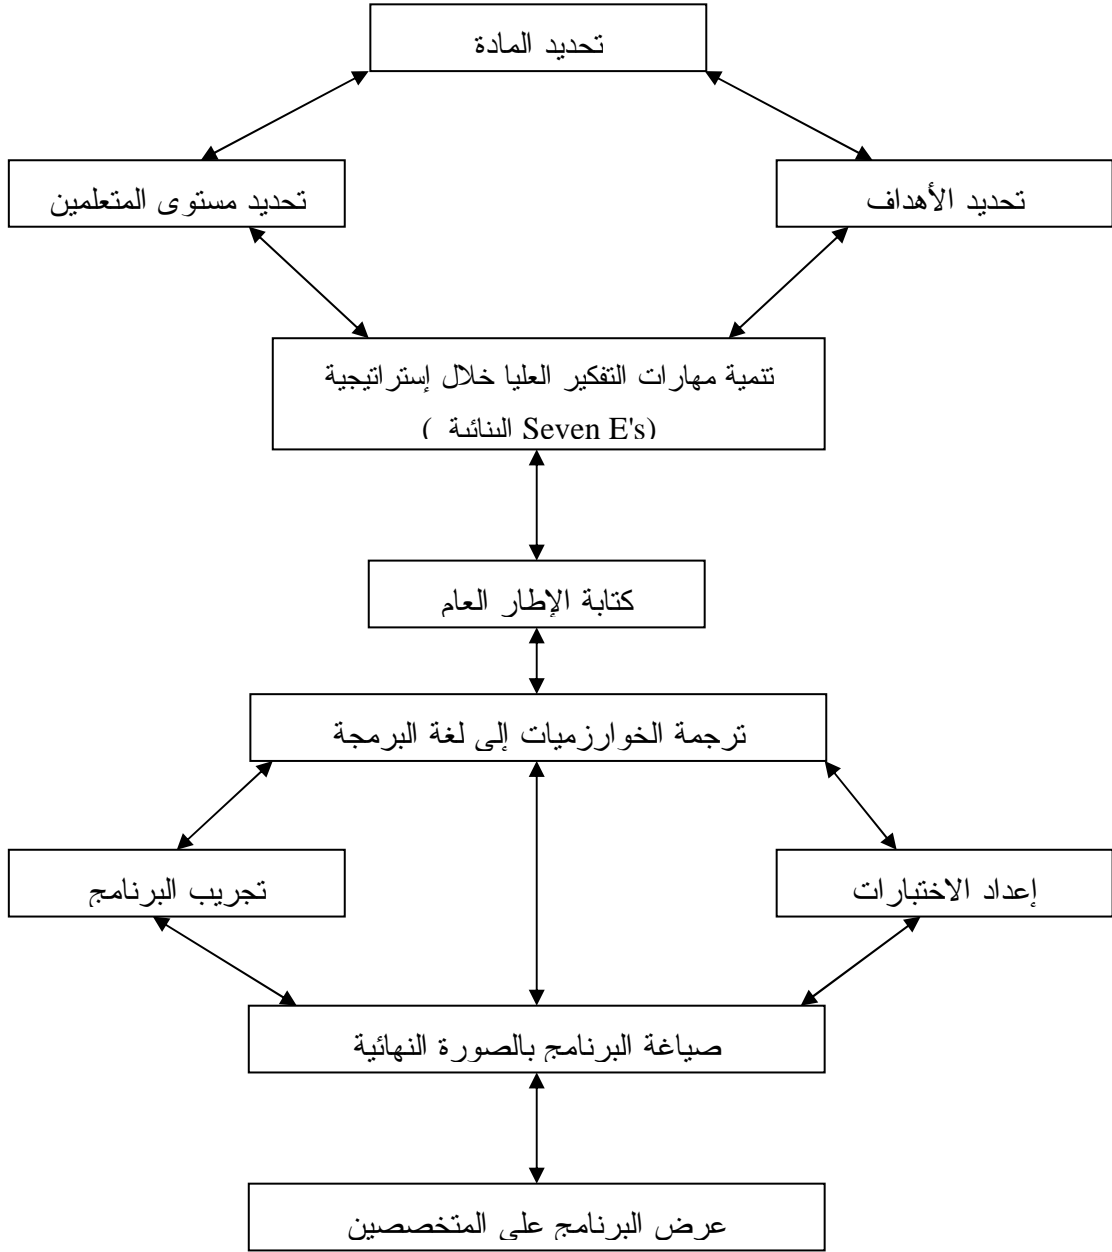 تحديد المادة
تحديد الأهداف
تحديد مستوى المتعلمين
تنمية مهارات التفكير العليا خلال إستراتيجية
(Seven E's البنائية )
كتابة الإطار العام
ترجمة الخوارزميات إلى لغة البرمجة
إعداد الاختبارات
تجريب البرنامج
صياغة البرنامج بالصورة النهائية
عرض البرنامج على المتخصصين